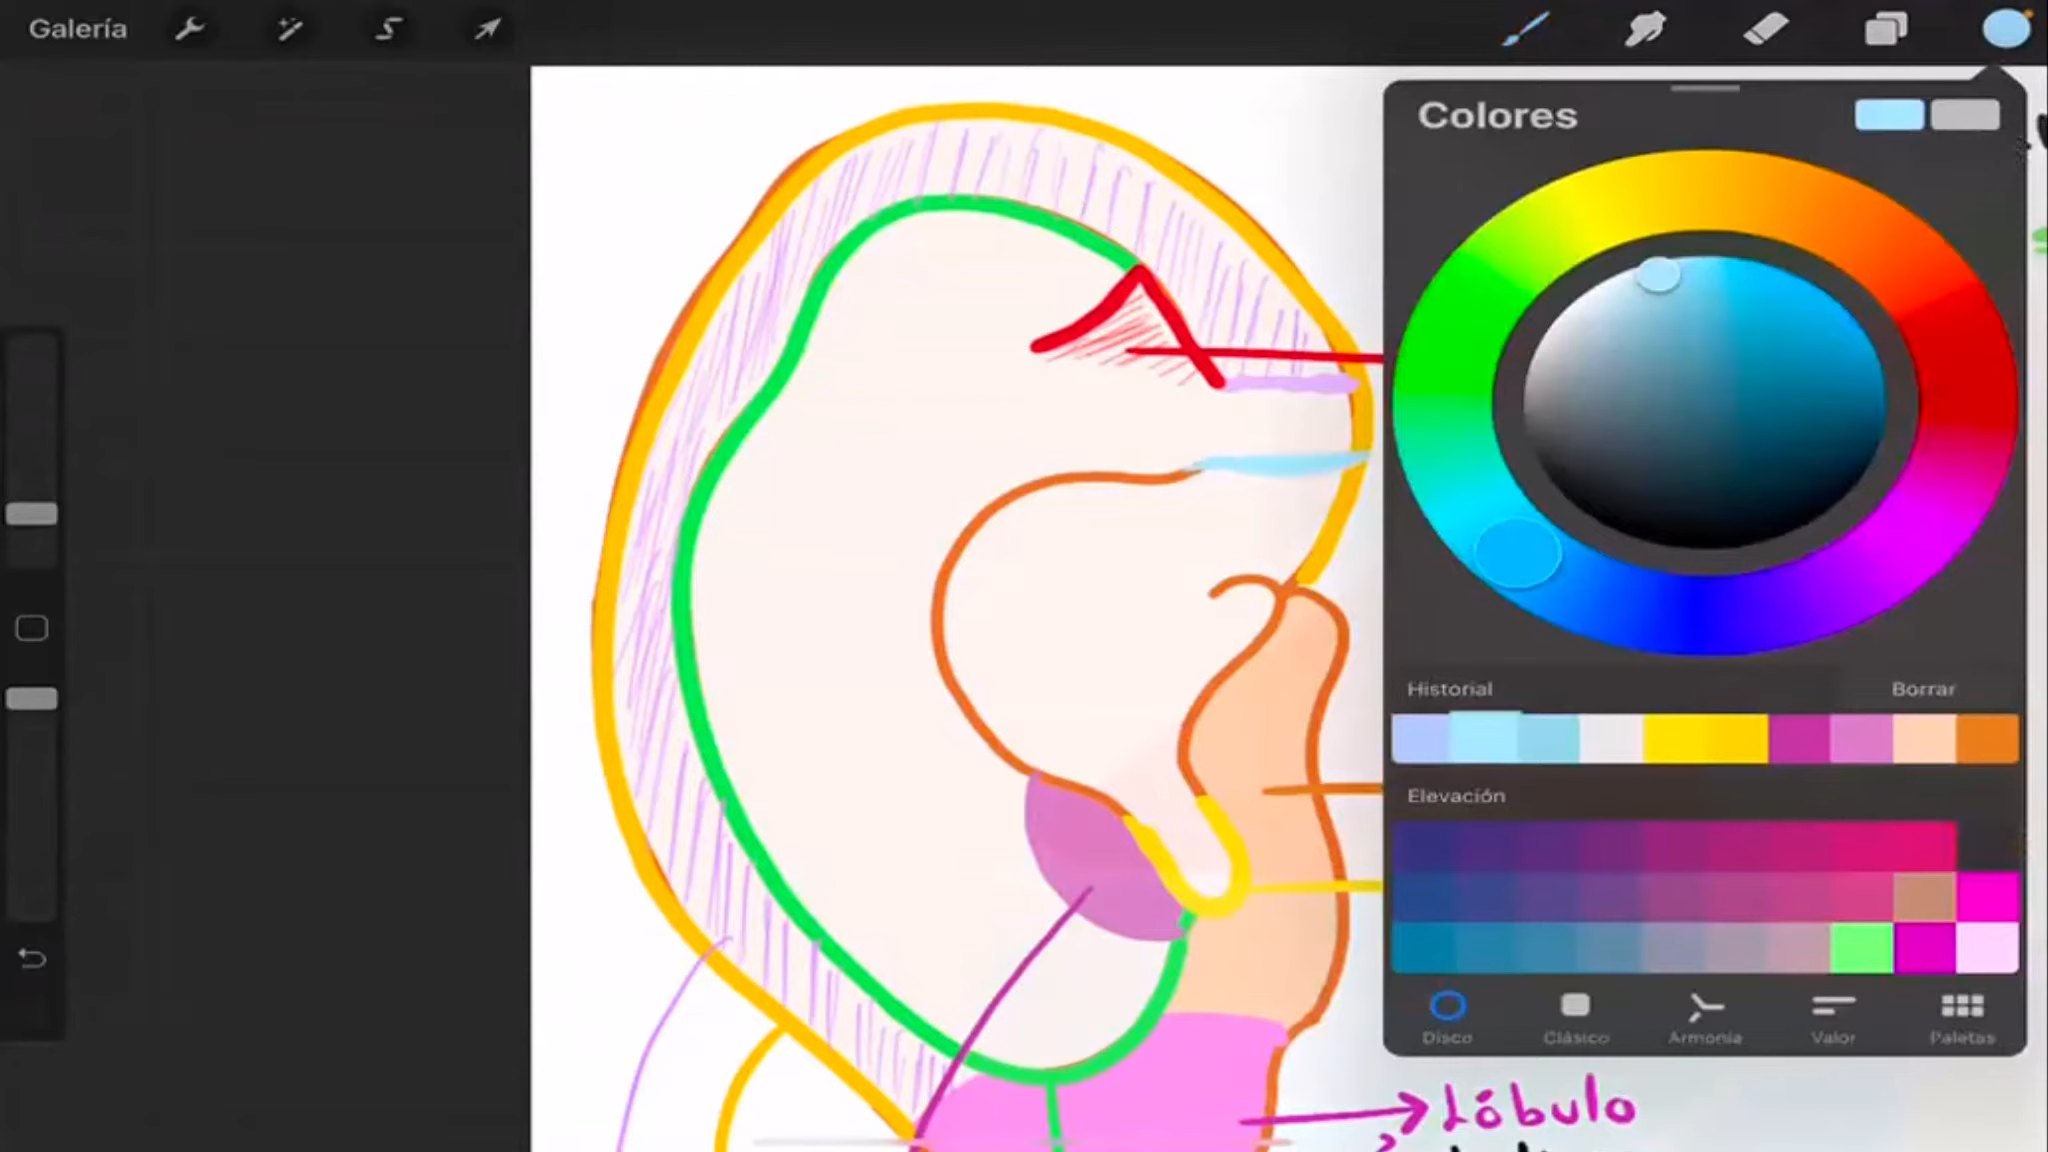 Galería
Colores
Historial
Borrar
Elevación
Disco
Clásico
Armonía
Valor
Paletas
Lóbulo